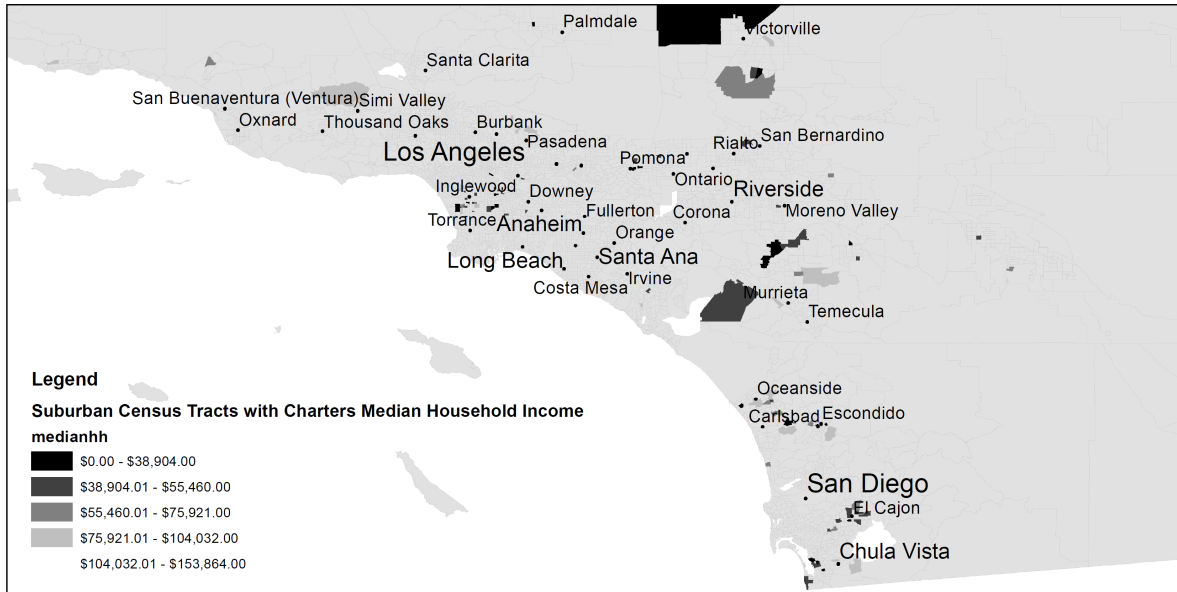 Palmdale
Victorville
Santa Clarita
San Buenaventura (Ventura)
Simi Valley
Oxnard
Thousand Oaks
Burbank
Los Angeles
Pasadena
Pomona
Rialto
San Bernardino
Ontario
Inglewood
Downey
Riverside
Torrance
Anaheim
Fullerton
Corona
Moreno Valley
Orange
Long Beach
Santa Ana
Costa Mesa
Irvine
Murrieta
Temecula
Oceanside
Carlsbad
Escondido
San Diego
El Cajon
Chula Vista
Legend
Suburban Census Tracts with Charters Median Household Income
medianhh
$0.00 - $38,904.00
$38,904.01 - $55,460.00
$55,460.01 - $75,921.00
$75,921.01 - $104,032.00
$104,032.01 - $153,864.00